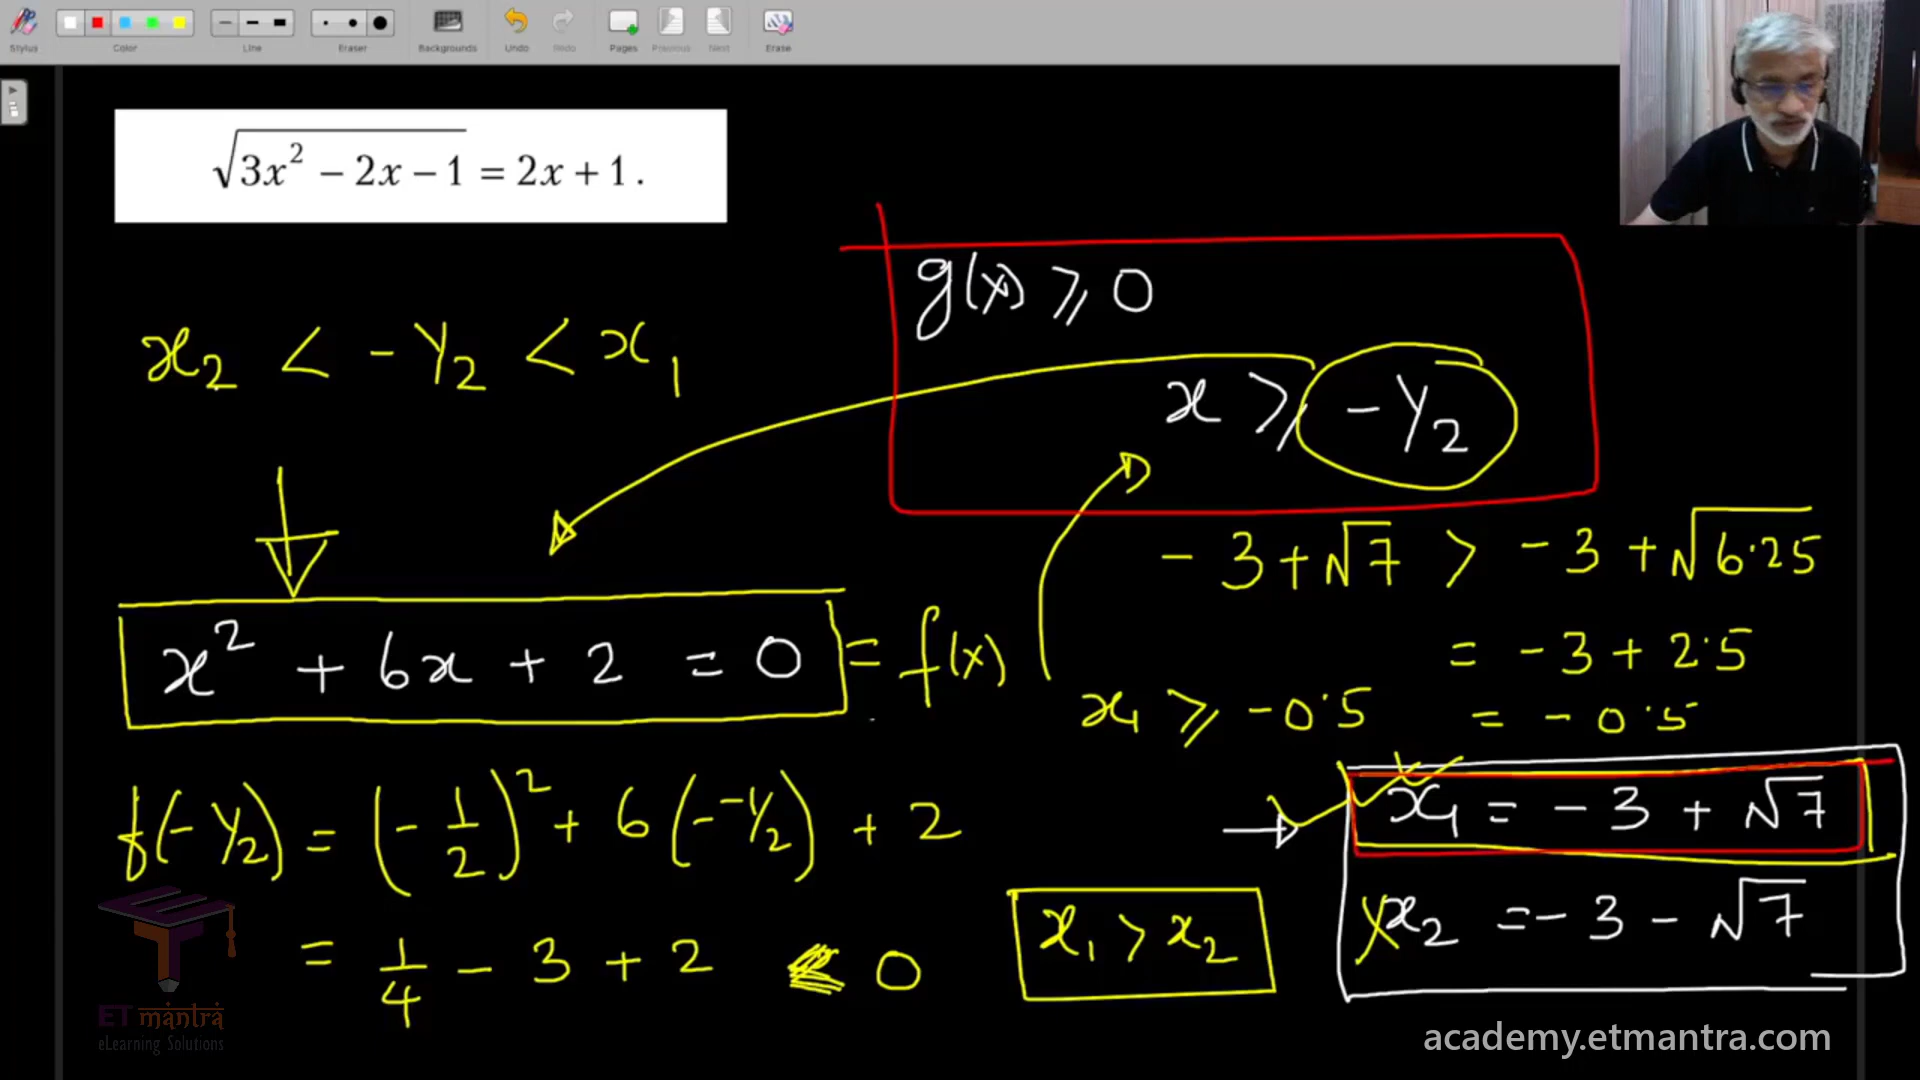 Stylus Color Line Eraser Backgrounds Undo Redo Pages Previous Next Erase
√3x² − 2x − 1 = 2x + 1.
g(x) ⩾ 0
x₂ < -1/2 < x₁
x ⩾ -1/2
-3+√7 > -3+√6.25
= -3+2.5
x² + 6x + 2 = 0 = f(x)
x₁ ⩾ -0.5 = -0.5
f(-1/2) = (-1/2)² + 6(-1/2) + 2
x₁ = -3 + √7
= 1/4 - 3 + 2 < 0
x₁ > x₂
x₂ = -3 - √7
ET mantra
eLearning Solutions
academy.etmantra.com